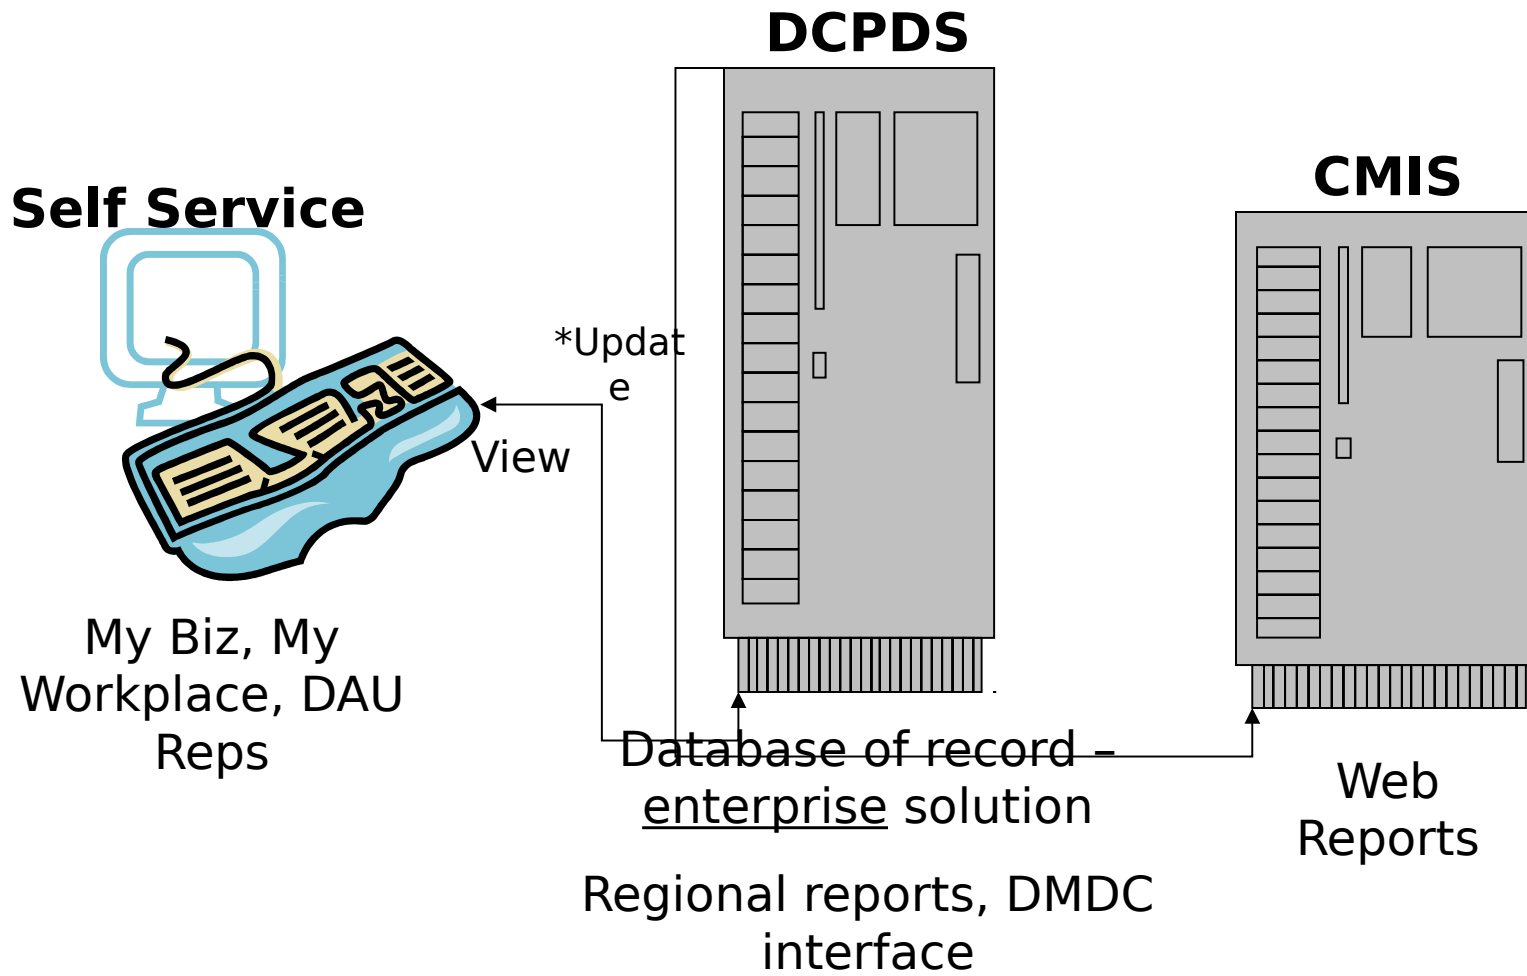 DCPDS
CMIS
Self Service
*Updat
e
View
My Biz, My
Workplace, DAU
Reps
Database of record –
enterprise solution
Regional reports, DMDC
interface
Web
Reports